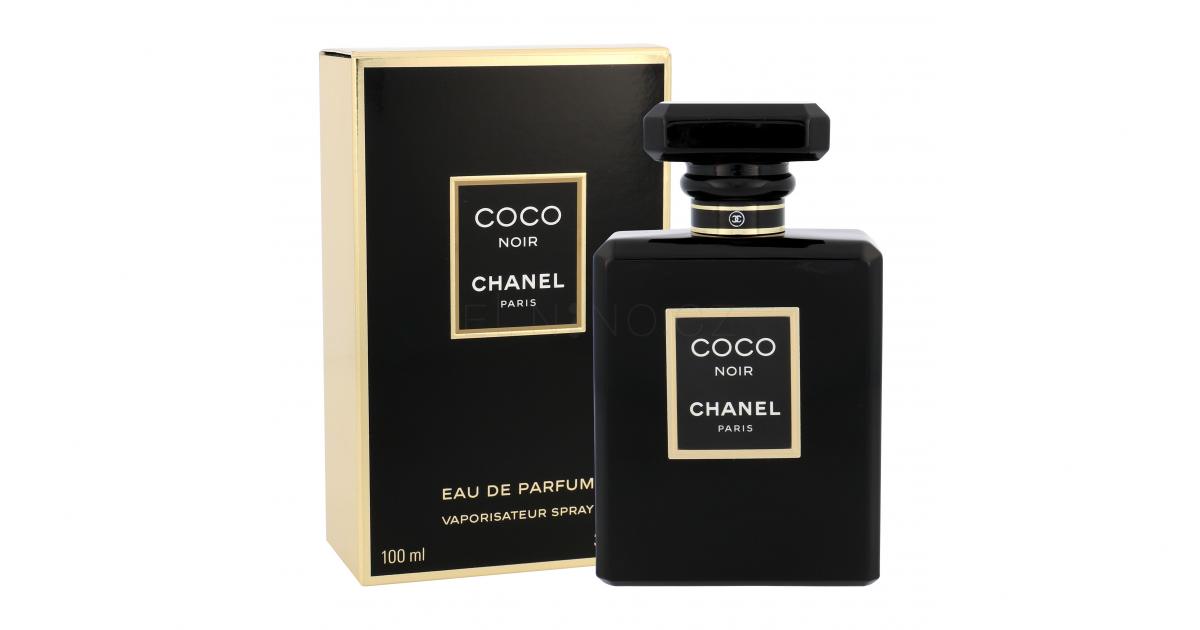 COCO
NOIR
CHANEL
PARIS
EAU DE PARFUM
VAPORISATEUR SPRAY
100 ml
COCO
NOIR
CHANEL
PARIS